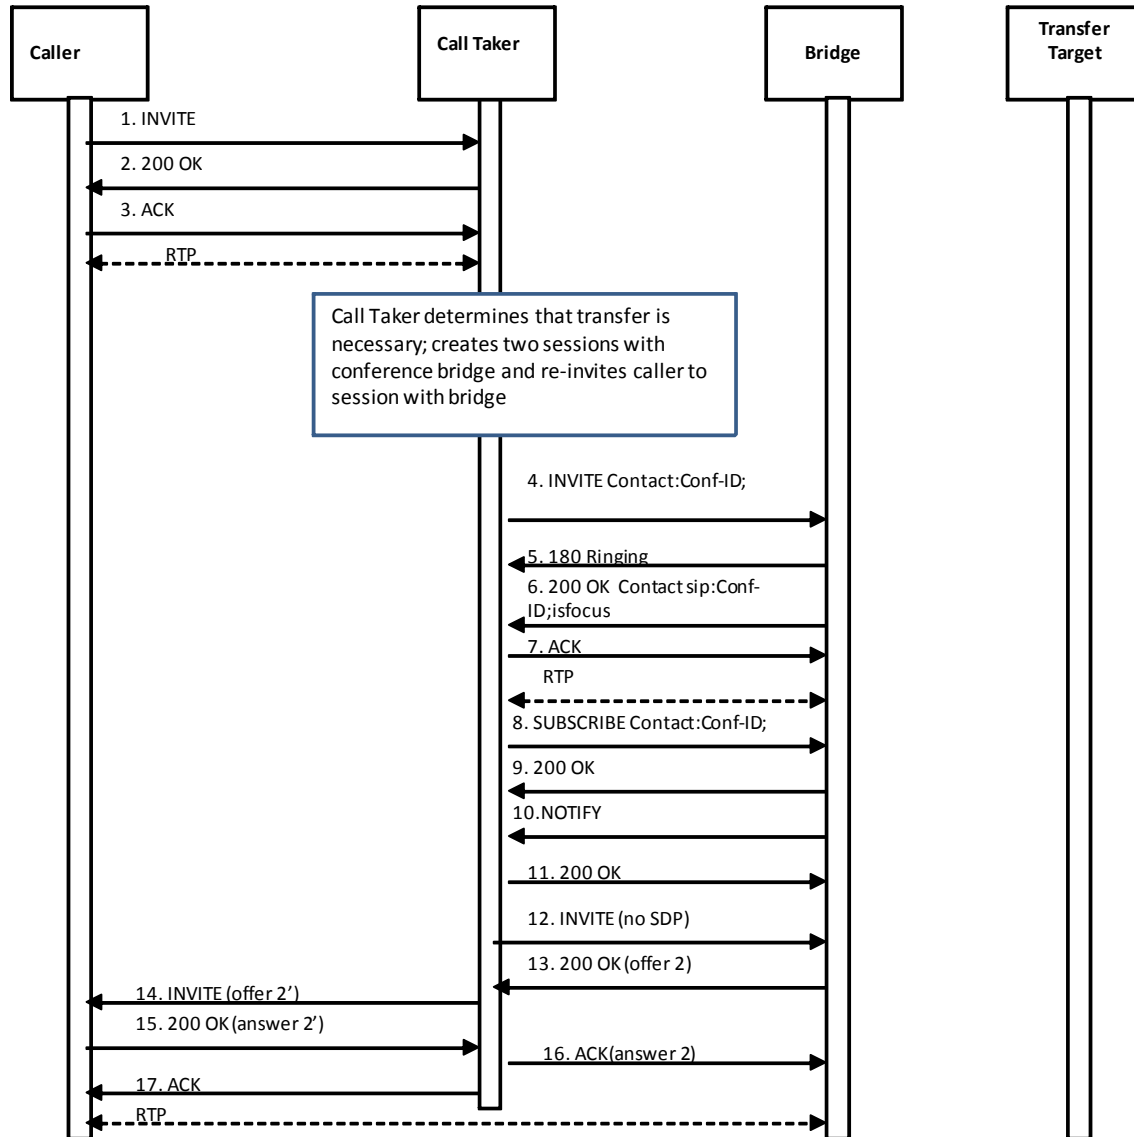 Caller
Call Taker
Bridge
Transfer
Target
1. INVITE
2. 200 OK
3. ACK
RTP
Call Taker determines that transfer is
necessary; creates two sessions with
conference bridge and re-invites caller to
session with bridge
4. INVITE Contact:Conf-ID;
5. 180 Ringing
6. 200 OK Contact sip:Conf-
ID;isfocus
7. ACK
RTP
8. SUBSCRIBE Contact:Conf-ID;
9. 200 OK
10.NOTIFY
11. 200 OK
12. INVITE (no SDP)
13. 200 OK (offer 2)
14. INVITE (offer 2’)
15. 200 OK (answer 2’)
16. ACK(answer 2)
17. ACK
RTP